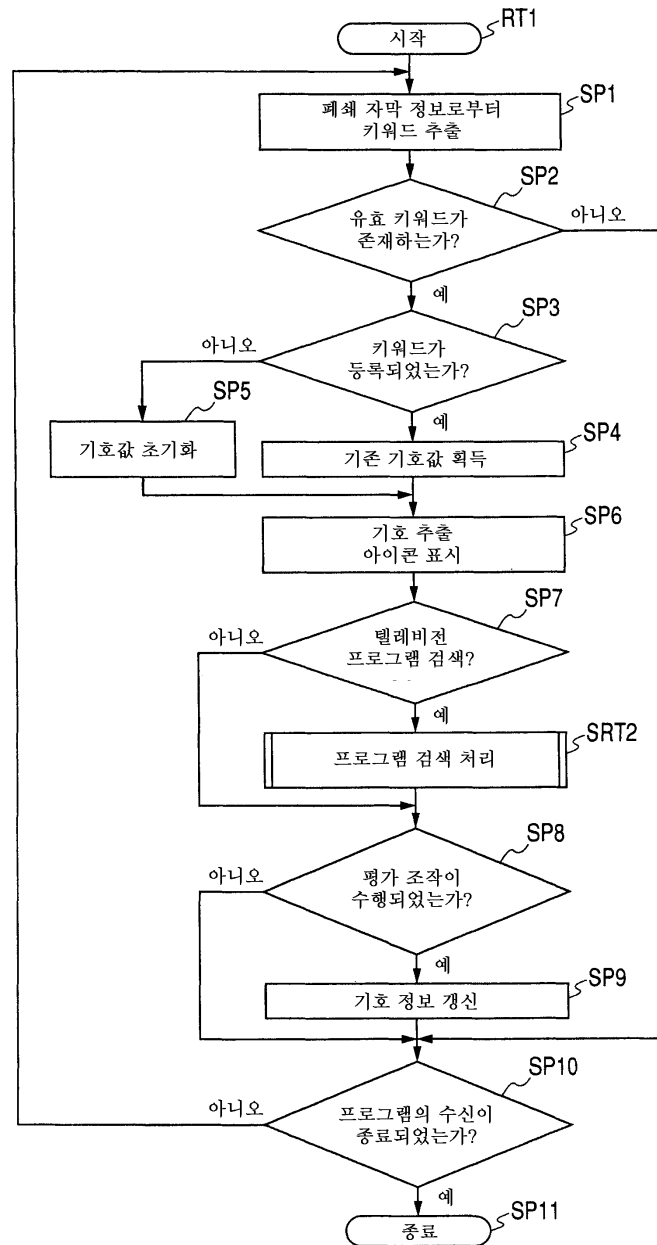 시작
RT1
폐쇄 자막 정보로부터
키워드 추출
SP1
유효 키워드가
존재하는가?
SP2
아니오
예
키워드가
등록되었는가?
SP3
아니오
예
기호값 초기화
SP5
기존 기호값 획득
SP4
기호 추출
아이콘 표시
SP6
텔레비전
프로그램 검색?
SP7
아니오
예
프로그램 검색 처리
SRT2
평가 조작이
수행되었는가?
SP8
아니오
예
기호 정보 갱신
SP9
프로그램의 수신이
종료되었는가?
SP10
아니오
예
종료
SP11